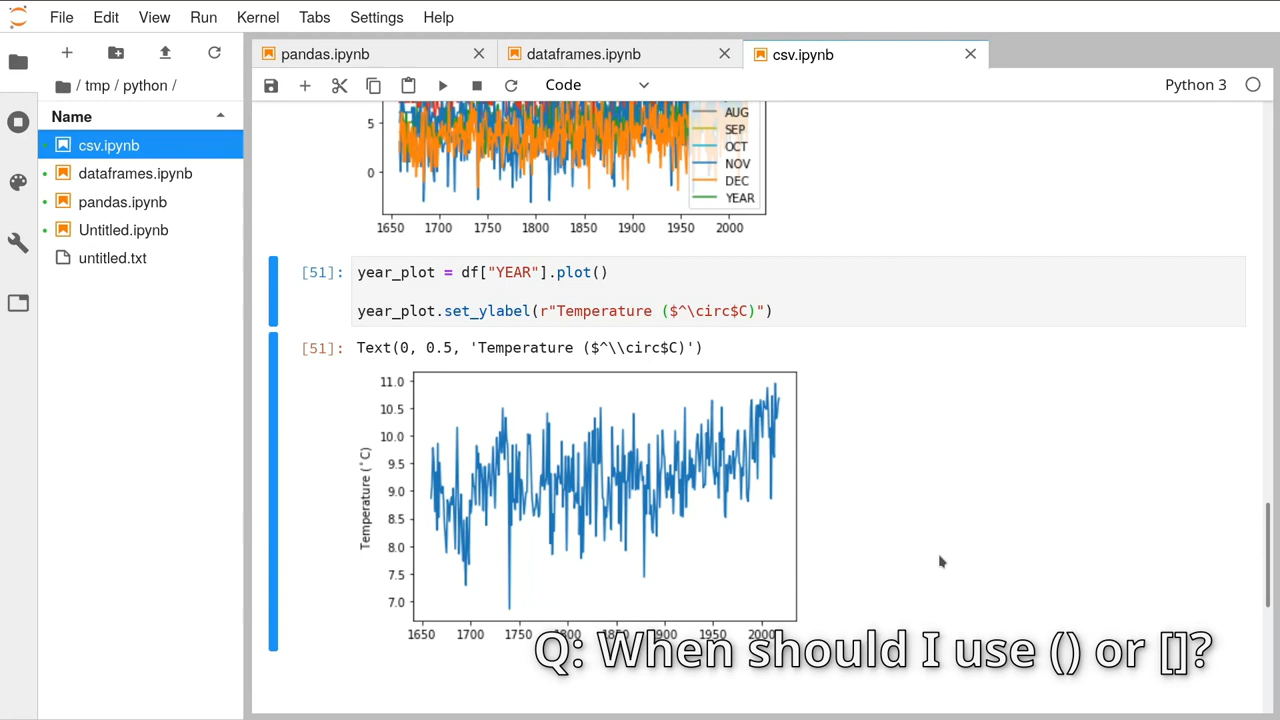 File Edit View Run Kernel Tabs Settings Help
pandas.ipynb dataframes.ipynb csv.ipynb
/ tmp / python /
Code
Python 3
Name
csv.ipynb
dataframes.ipynb
pandas.ipynb
Untitled.ipynb
untitled.txt
5
0
AUG
SEP
OCT
NOV
DEC
YEAR
1650 1700 1750 1800 1850 1900 1950 2000
[51]: year_plot = df["YEAR"].plot()
year_plot.set_ylabel(r"Temperature ($^\circ$C)")
[51]: Text(0, 0.5, 'Temperature ($^\\circ$C)')
11.0
10.5
10.0
9.5
9.0
8.5
8.0
7.5
7.0
Temperature (°C)
1650 1700 1750 1800 1850 1900 1950 2000
Q: When should I use () or []?